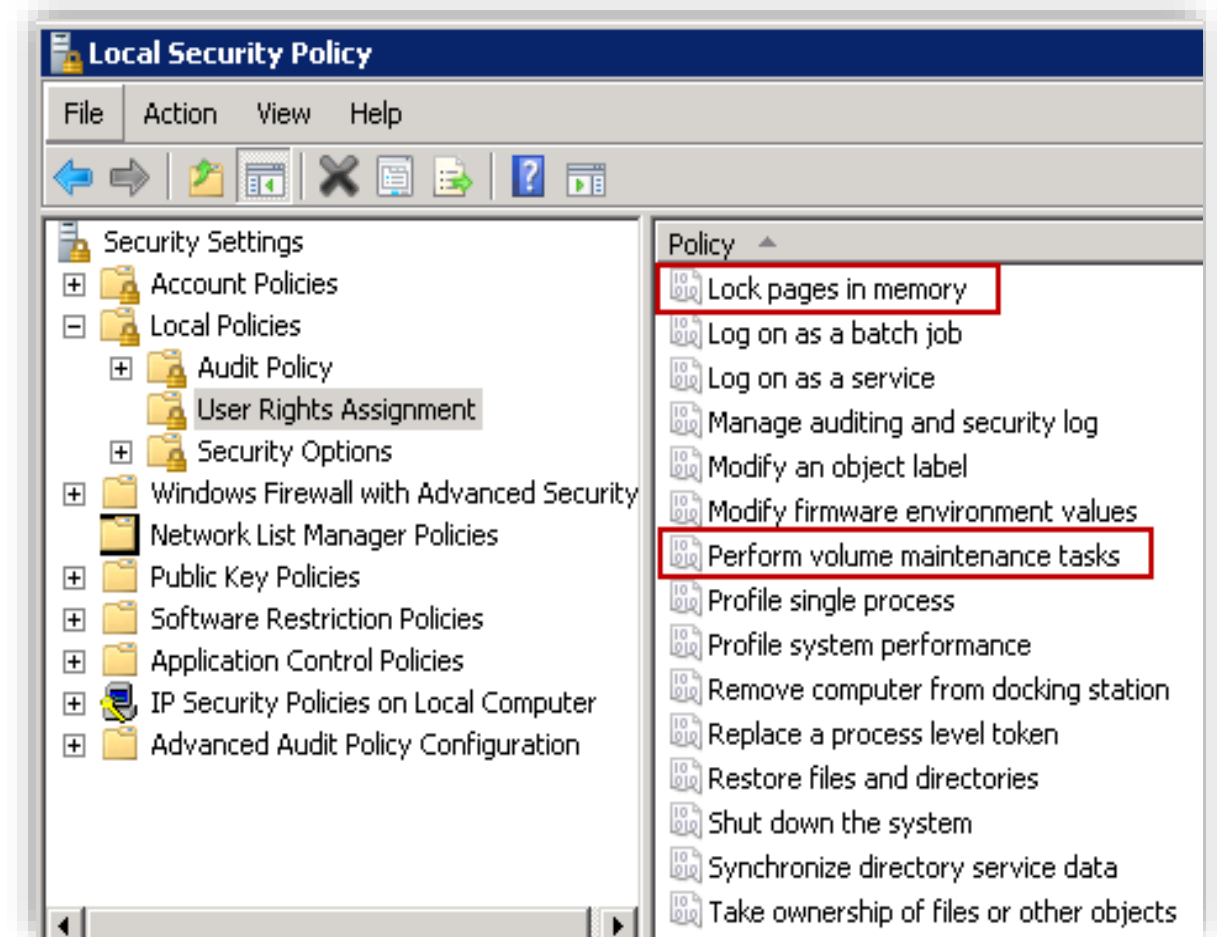 Local Security Policy
File Action View Help
Security Settings
Account Policies
Local Policies
Audit Policy
User Rights Assignment
Security Options
Windows Firewall with Advanced Security
Network List Manager Policies
Public Key Policies
Software Restriction Policies
Application Control Policies
IP Security Policies on Local Computer
Advanced Audit Policy Configuration
Policy
Lock pages in memory
Log on as a batch job
Log on as a service
Manage auditing and security log
Modify an object label
Modify firmware environment values
Perform volume maintenance tasks
Profile single process
Profile system performance
Remove computer from docking station
Replace a process level token
Restore files and directories
Shut down the system
Synchronize directory service data
Take ownership of files or other objects